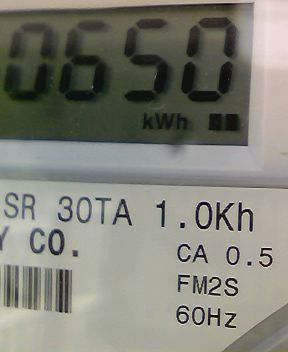 0650
kWh
SR 30TA 1.0Kh
Y CO.
CA 0.5
FM2S
60Hz